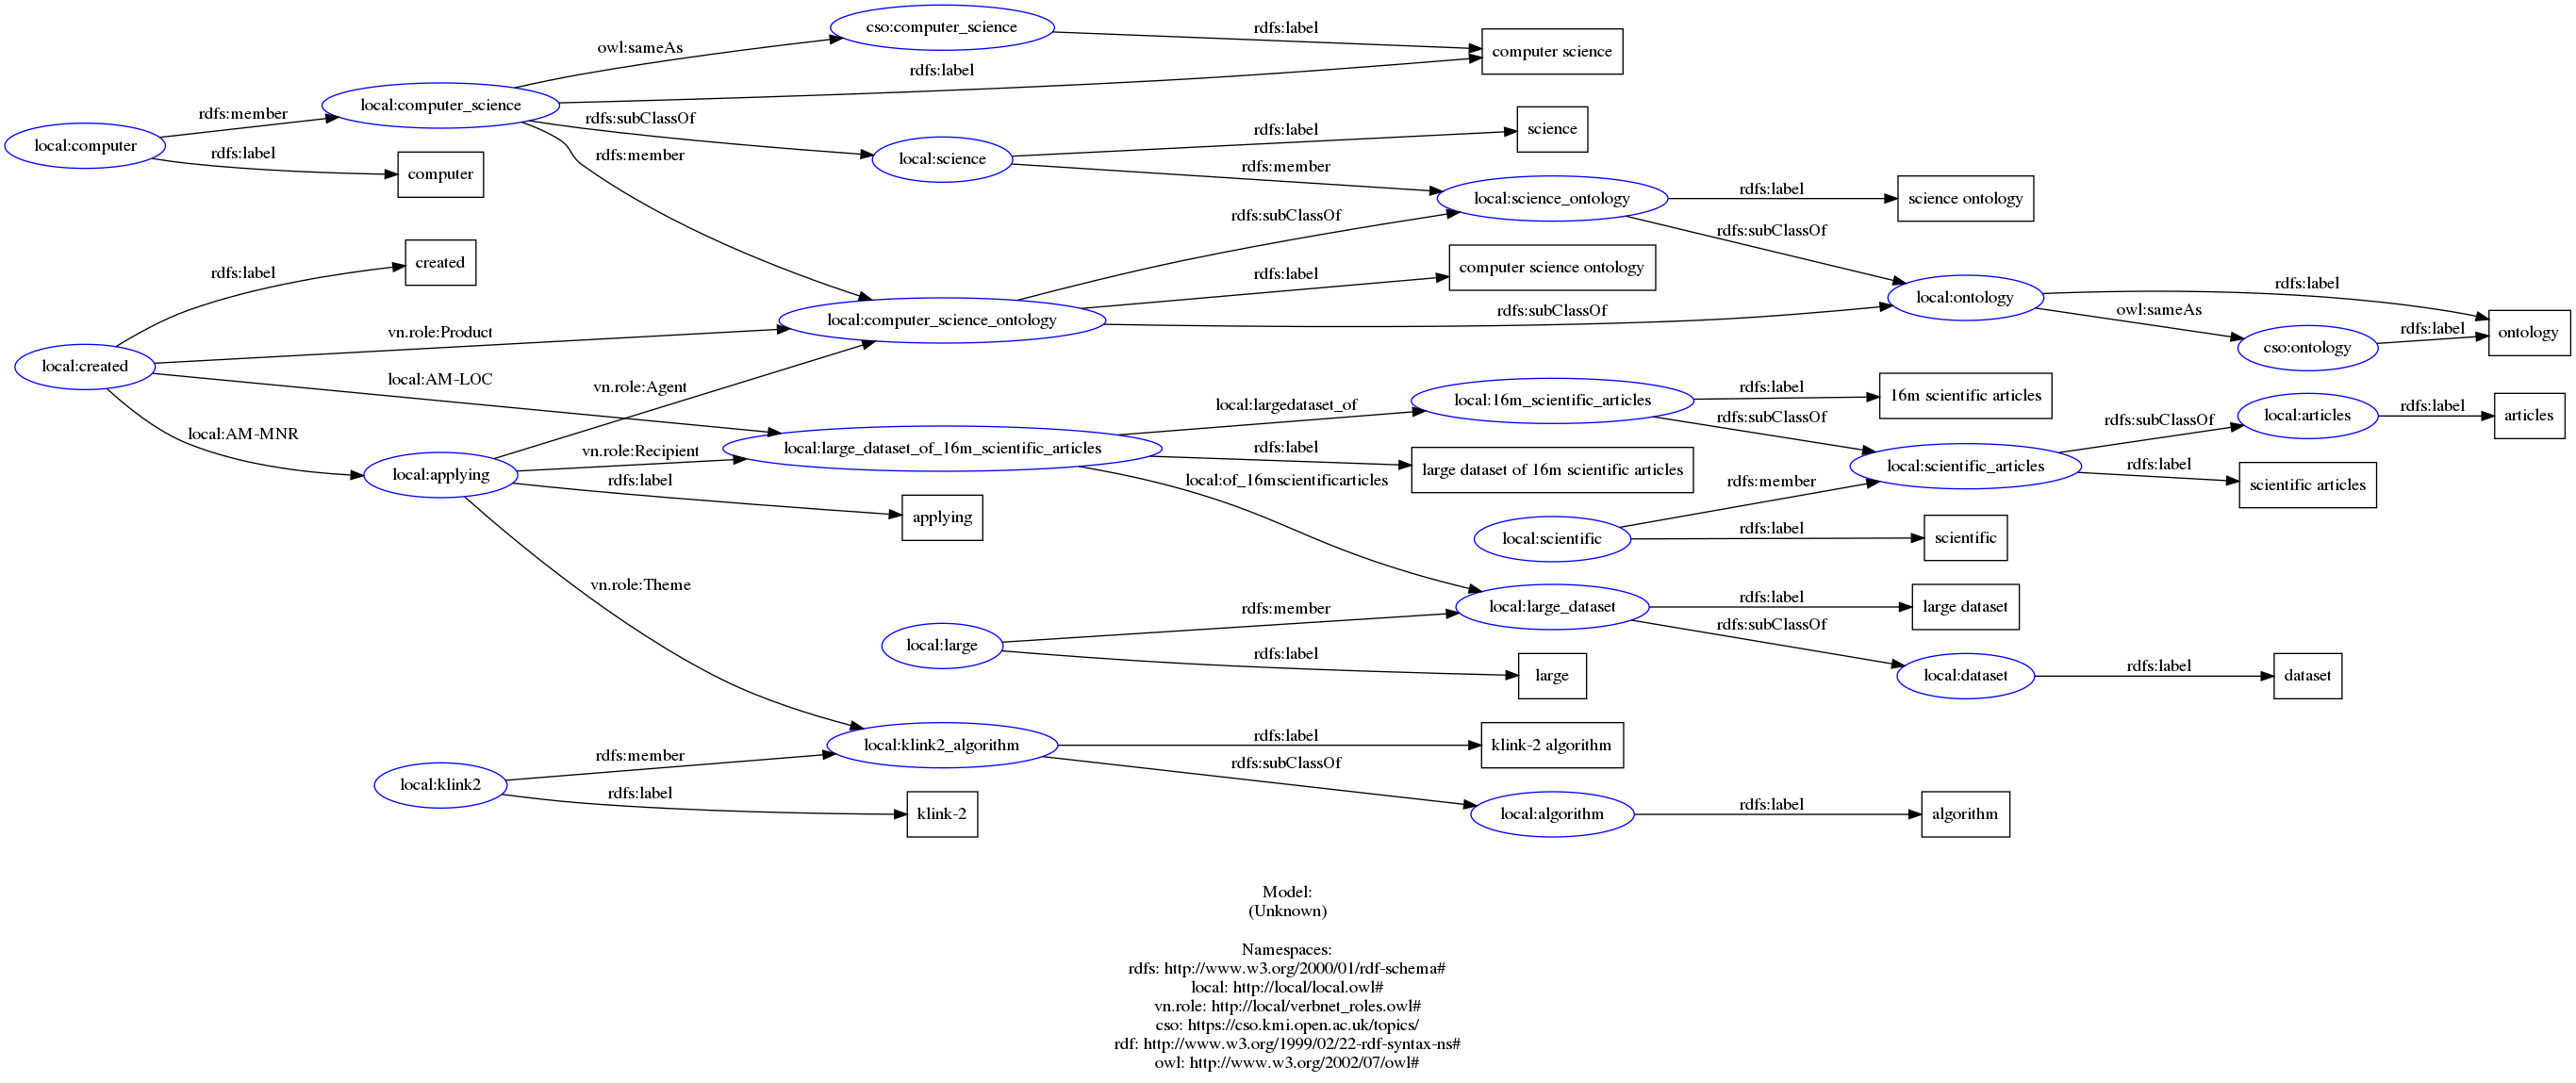 cso:computer_science
rdfs:label
owl:sameAs
computer science
rdfs:label
local:computer_science
rdfs:member
rdfs:subClassOf
science
rdfs:label
local:computer
rdfs:label
rdfs:member
local:science
rdfs:member
computer
science ontology
rdfs:label
local:science_ontology
rdfs:subClassOf
rdfs:subClassOf
created
rdfs:label
computer science ontology
rdfs:label
rdfs:label
local:ontology
rdfs:subClassOf
owl:sameAs
local:computer_science_ontology
vn.role:Product
rdfs:label
ontology
cso:ontology
local:created
local:AM-LOC
vn.role:Agent
rdfs:label
16m scientific articles
local:16m_scientific_articles
local:largedataset_of
rdfs:label
articles
local:articles
rdfs:subClassOf
rdfs:subClassOf
local:AM-MNR
vn.role:Recipient
local:large_dataset_of_16m_scientific_articles
rdfs:label
large dataset of 16m scientific articles
local:scientific_articles
rdfs:label
scientific articles
local:applying
rdfs:label
local:of_16mscientificarticles
rdfs:member
applying
local:scientific
rdfs:label
scientific
vn.role:Theme
rdfs:member
local:large_dataset
rdfs:label
large dataset
rdfs:subClassOf
local:large
rdfs:label
large
local:dataset
rdfs:label
dataset
local:klink2_algorithm
rdfs:label
klink-2 algorithm
rdfs:member
rdfs:subClassOf
local:klink2
rdfs:label
klink-2
local:algorithm
rdfs:label
algorithm
Model:
(Unknown)
Namespaces:
rdfs: http://www.w3.org/2000/01/rdf-schema#
local: http://local/local.owl#
vn.role: http://local/verbnet_roles.owl#
cso: https://cso.kmi.open.ac.uk/topics/
rdf: http://www.w3.org/1999/02/22-rdf-syntax-ns#
owl: http://www.w3.org/2002/07/owl#